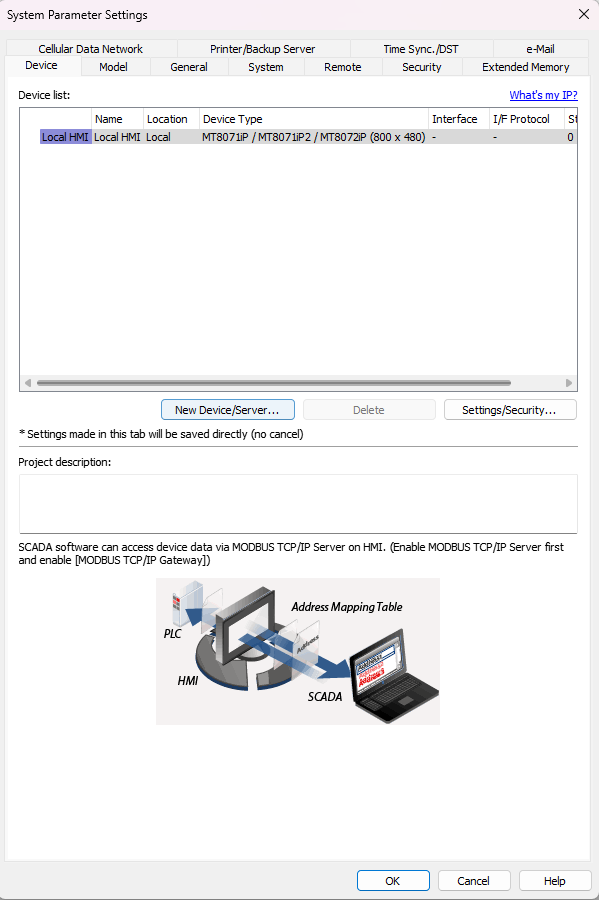 System Parameter Settings
Cellular Data Network Printer/Backup Server Time Sync./DST e-Mail
Device Model General System Remote Security Extended Memory
Device list: What's my IP?
Name Location Device Type Interface I/F Protocol St
Local HMI Local HMI Local MT8071iP / MT8071iP2 / MT8072iP (800 x 480) - - 0
New Device/Server... Delete Settings/Security...
* Settings made in this tab will be saved directly (no cancel)
Project description:
SCADA software can access device data via MODBUS TCP/IP Server on HMI. (Enable MODBUS TCP/IP Server first
and enable [MODBUS TCP/IP Gateway])
Address Mapping Table
PLC
Address
HMI
SCADA
OK Cancel Help